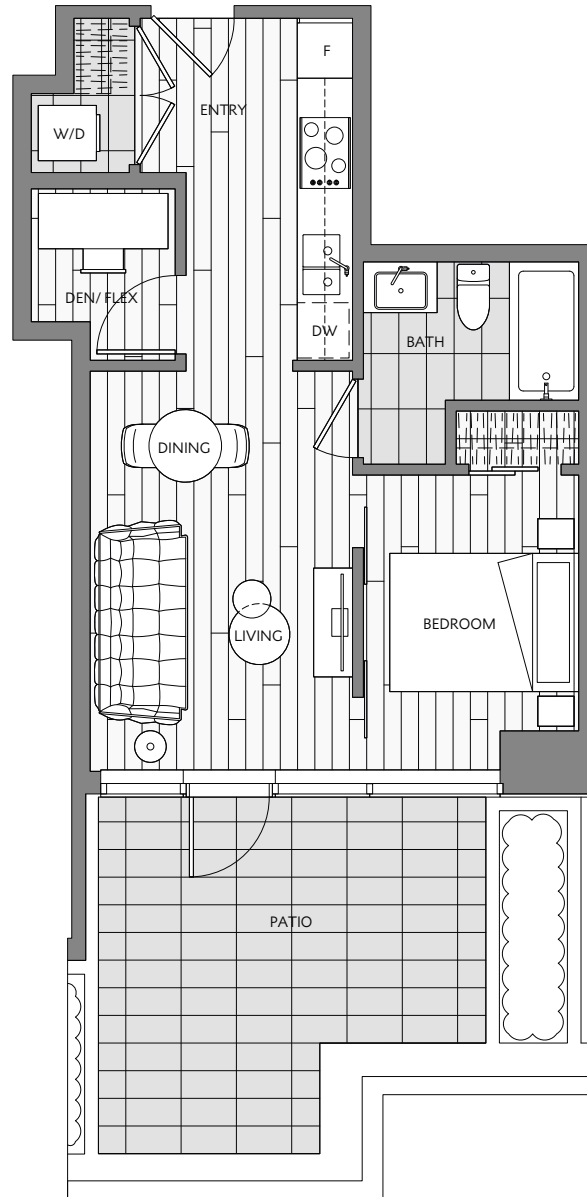 F
ENTRY
W/D
DEN/ FLEX
DW
BATH
DINING
BEDROOM
LIVING
PATIO